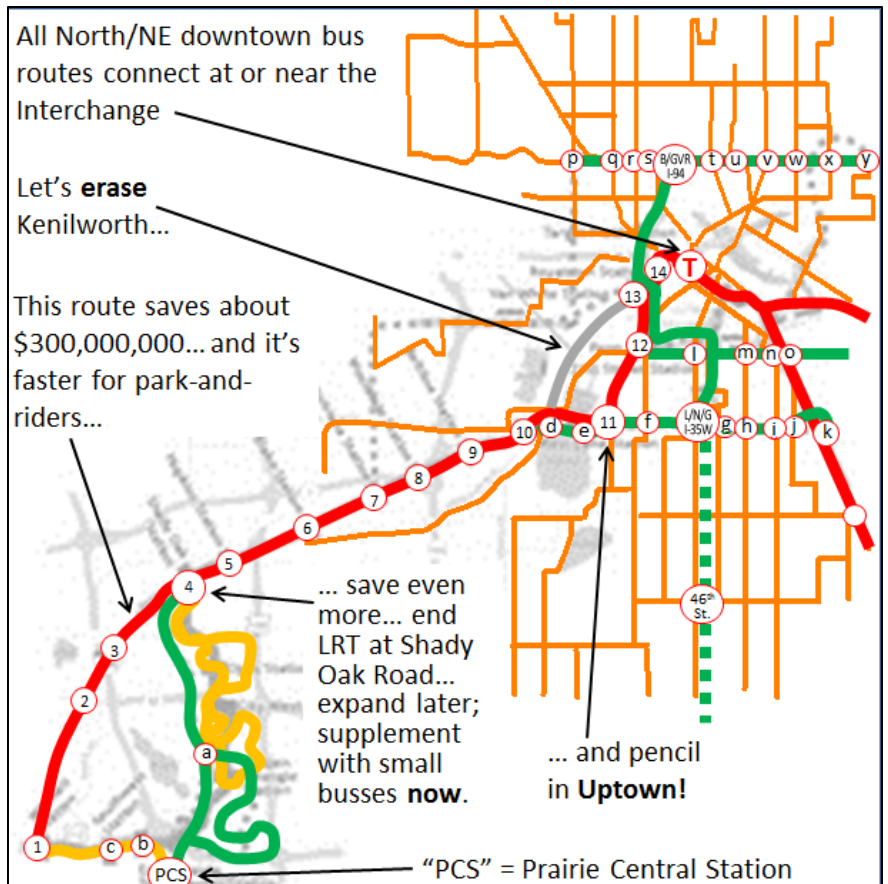 All North/NE downtown bus
routes connect at or near the
Interchange
Let's erase
Kenilworth...
This route saves about
$300,000,000... and it's
faster for park-and-
riders...
p
q
r
s
B/GVR
I-94
t
u
v
w
x
y
T
14
13
12
l
m
n
o
10
d
e
11
f
L/N/G
I-35W
g
h
i
j
k
9
8
7
6
5
4
3
2
1
46th
St.
... save even
more... end
LRT at Shady
Oak Road...
expand later;
supplement
with small
busses now.
... and pencil
in Uptown!
a
c
b
PCS
"PCS" = Prairie Central Station